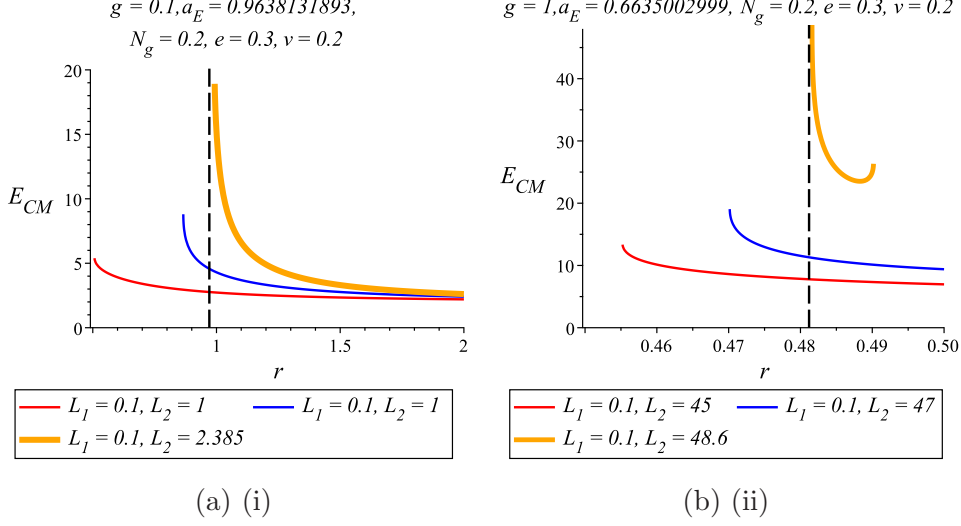 g = 0.1,a_E = 0.9638131893,
N_g = 0.2, e = 0.3, v = 0.2
20
15
E_CM
10
5
0
1
1.5
2
r
L_1 = 0.1, L_2 = 1
L_1 = 0.1, L_2 = 1
L_1 = 0.1, L_2 = 2.385
(a) (i)
g = 1,a_E = 0.6635002999, N_g = 0.2, e = 0.3, v = 0.2
40
30
E_CM
20
10
0
0.46
0.47
0.48
0.49
0.50
r
L_1 = 0.1, L_2 = 45
L_1 = 0.1, L_2 = 47
L_1 = 0.1, L_2 = 48.6
(b) (ii)